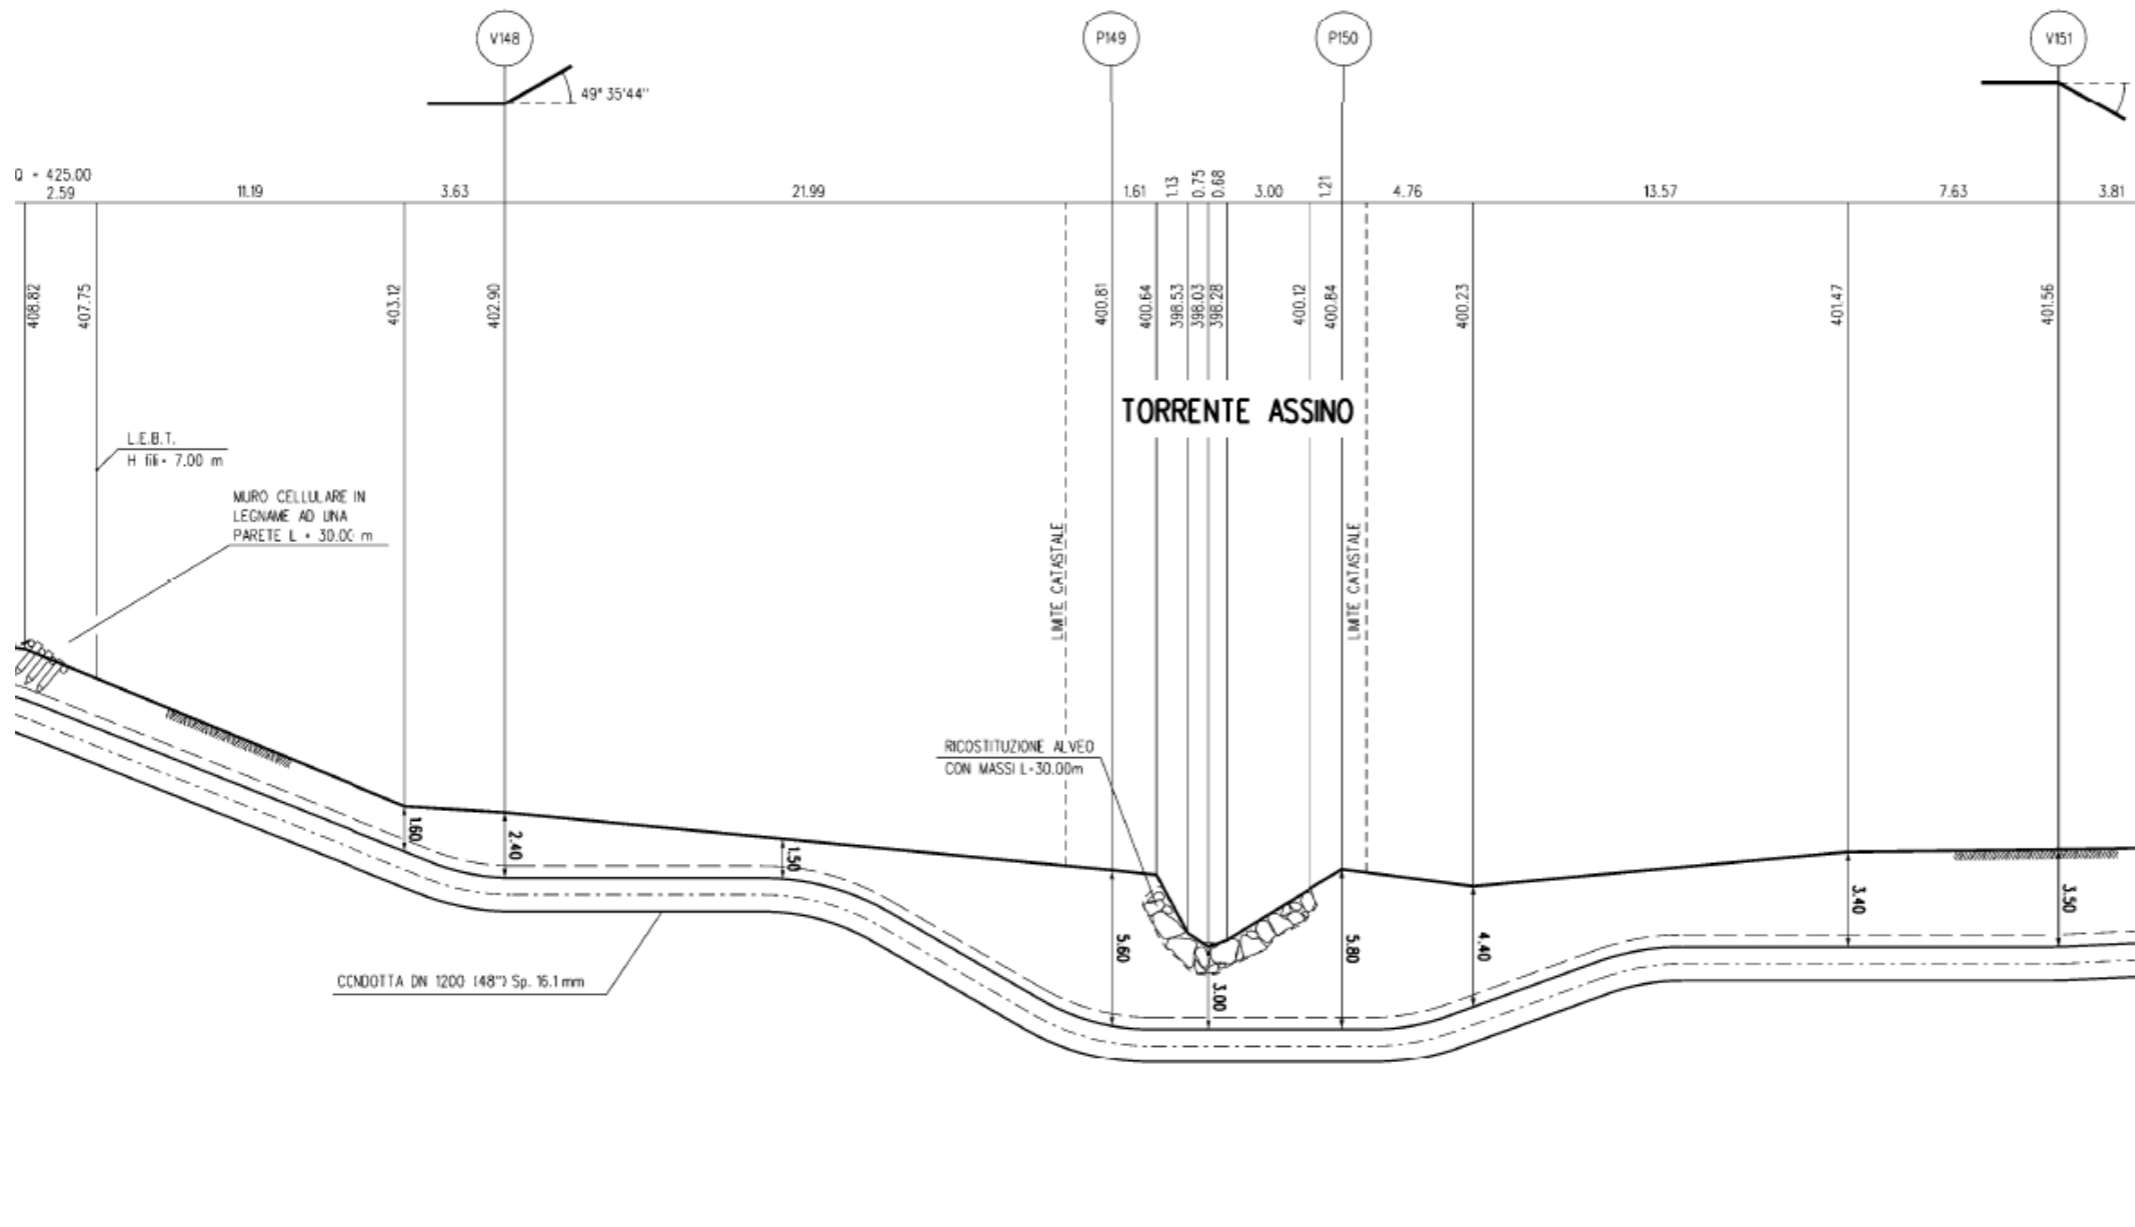 V148
P149
P150
V151
49° 35'44"
Q = 425.00
2.59
11.19
3.63
21.99
1.61
1.13
0.75
0.68
3.00
1.21
4.76
13.57
7.63
3.81
408.82
407.75
403.12
402.90
400.81
400.64
398.53
398.03
398.28
400.12
400.84
400.23
401.47
401.56
TORRENTE ASSINO
L.E.B.T.
H fili= 7.00 m
MURO CELLULARE IN
LEGNAME AD UNA
PARETE L = 30.00 m
LIMITE CATASTALE
LIMITE CATASTALE
RICOSTITUZIONE ALVEO
CON MASSI L=30.00m
1.60
2.40
1.50
5.60
3.00
5.80
4.40
3.40
3.50
CONDOTTA DN 1200 (48") Sp. 16.1 mm